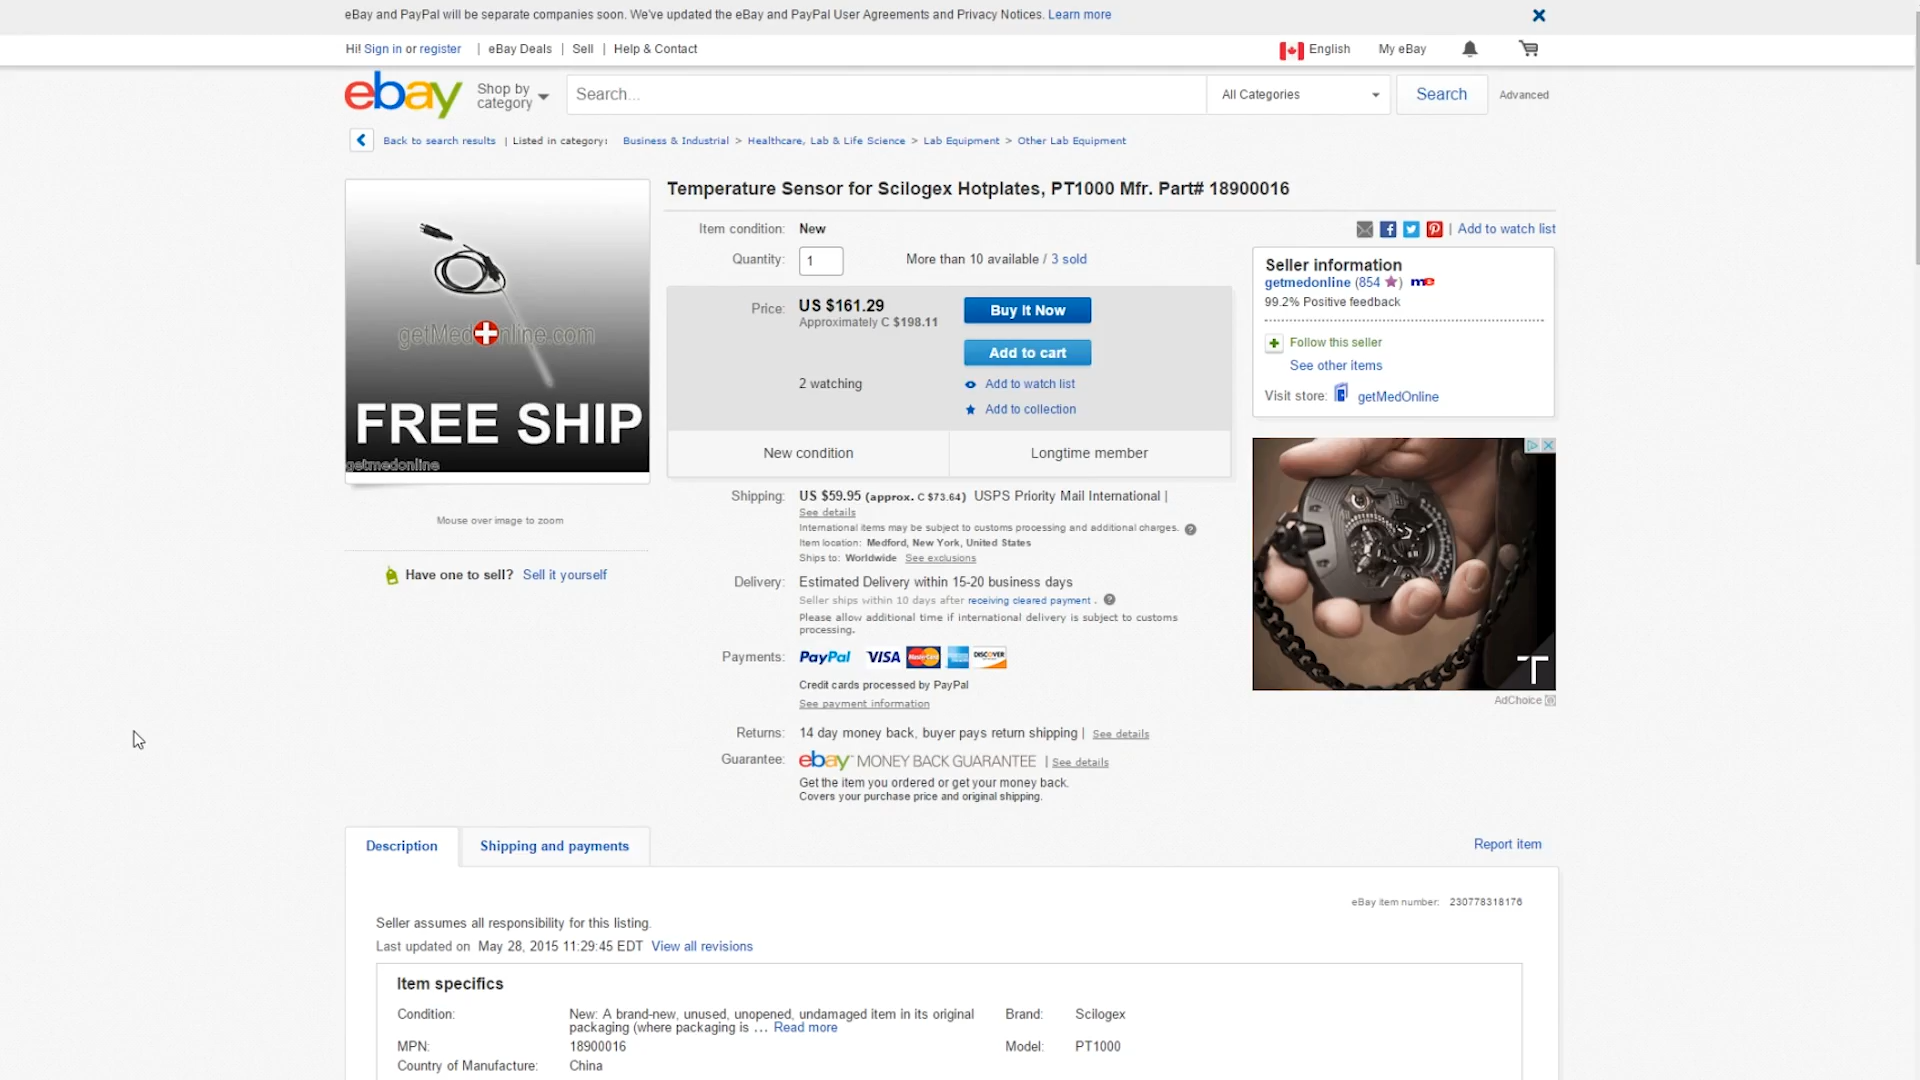 eBay and PayPal will be separate companies soon. We've updated the eBay and PayPal User Agreements and Privacy Notices. Learn more
Hi! Sign in or register | eBay Deals | Sell | Help & Contact
English My eBay
ebay
Shop by category
Search...
All Categories
Search
Advanced
Back to search results | Listed in category: Business & Industrial > Healthcare, Lab & Life Science > Lab Equipment > Other Lab Equipment
getMedOnline.com
FREE SHIP
getmedonline
Mouse over image to zoom
Have one to sell? Sell it yourself
Temperature Sensor for Scilogex Hotplates, PT1000 Mfr. Part# 18900016
Item condition: New
Quantity: 1 More than 10 available / 3 sold
Price: US $161.29
Approximately C $198.11
Buy It Now
Add to cart
2 watching
Add to watch list
Add to collection
New condition
Longtime member
Shipping: US $59.95 (approx. C $73.64) USPS Priority Mail International |
See details
International items may be subject to customs processing and additional charges.
Item location: Medford, New York, United States
Ships to: Worldwide See exclusions
Delivery: Estimated Delivery within 15-20 business days
Seller ships within 10 days after receiving cleared payment .
Please allow additional time if international delivery is subject to customs
processing.
Payments: PayPal VISA MasterCard DISCOVER
Credit cards processed by PayPal
See payment information
Returns: 14 day money back, buyer pays return shipping | See details
Guarantee: ebay MONEY BACK GUARANTEE | See details
Get the item you ordered or get your money back.
Covers your purchase price and original shipping.
| Add to watch list
Seller information
getmedonline (854 ) me
99.2% Positive feedback
Follow this seller
See other items
Visit store: getMedOnline
T
AdChoice
Description
Shipping and payments
Report item
eBay item number: 230778318176
Seller assumes all responsibility for this listing.
Last updated on May 28, 2015 11:29:45 EDT View all revisions
Item specifics
Condition: New: A brand-new, unused, unopened, undamaged item in its original
packaging (where packaging is ... Read more
Brand: Scilogex
MPN: 18900016
Model: PT1000
Country of Manufacture: China